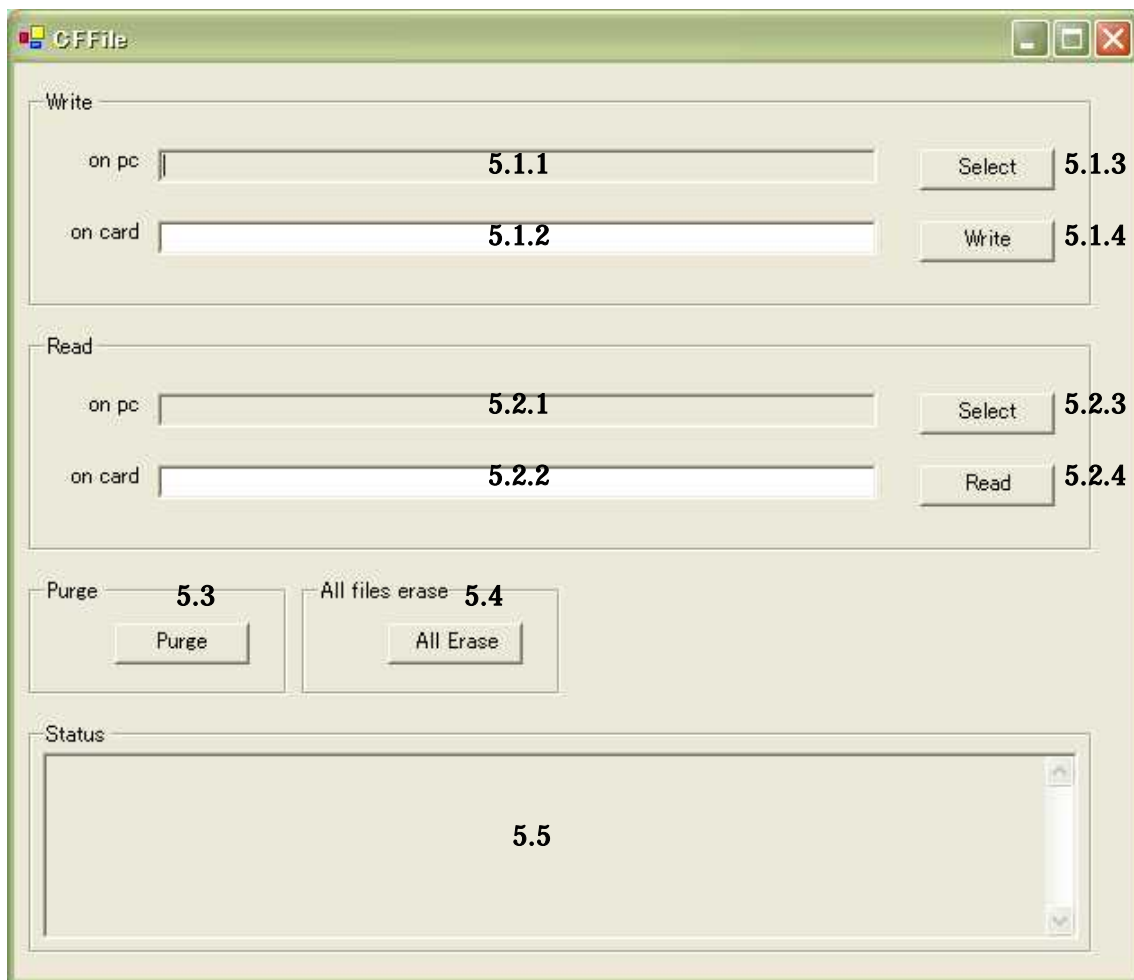 CFFile
Write
on pc 5.1.1 Select 5.1.3
on card 5.1.2 Write 5.1.4
Read
on pc 5.2.1 Select 5.2.3
on card 5.2.2 Read 5.2.4
Purge 5.3 All files erase 5.4
Purge All Erase
Status
5.5